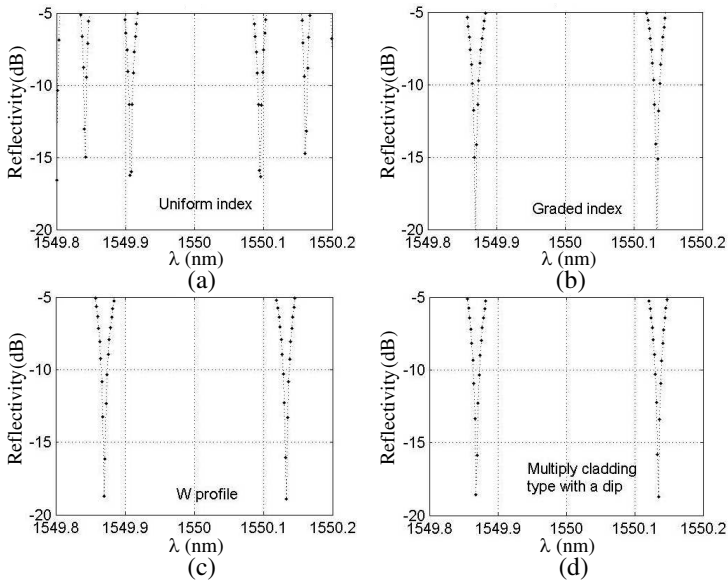 -5
-10
-15
-20
Reflectivity(dB)
Uniform index
1549.8 1549.9 1550 1550.1 1550.2
λ (nm)
(a)
-5
-10
-15
-20
Reflectivity(dB)
Graded index
1549.8 1549.9 1550 1550.1 1550.2
λ (nm)
(b)
-5
-10
-15
-20
Reflectivity(dB)
W profile
1549.8 1549.9 1550 1550.1 1550.2
λ (nm)
(c)
-5
-10
-15
-20
Reflectivity(dB)
Multiply cladding
type with a dip
1549.8 1549.9 1550 1550.1 1550.2
λ (nm)
(d)